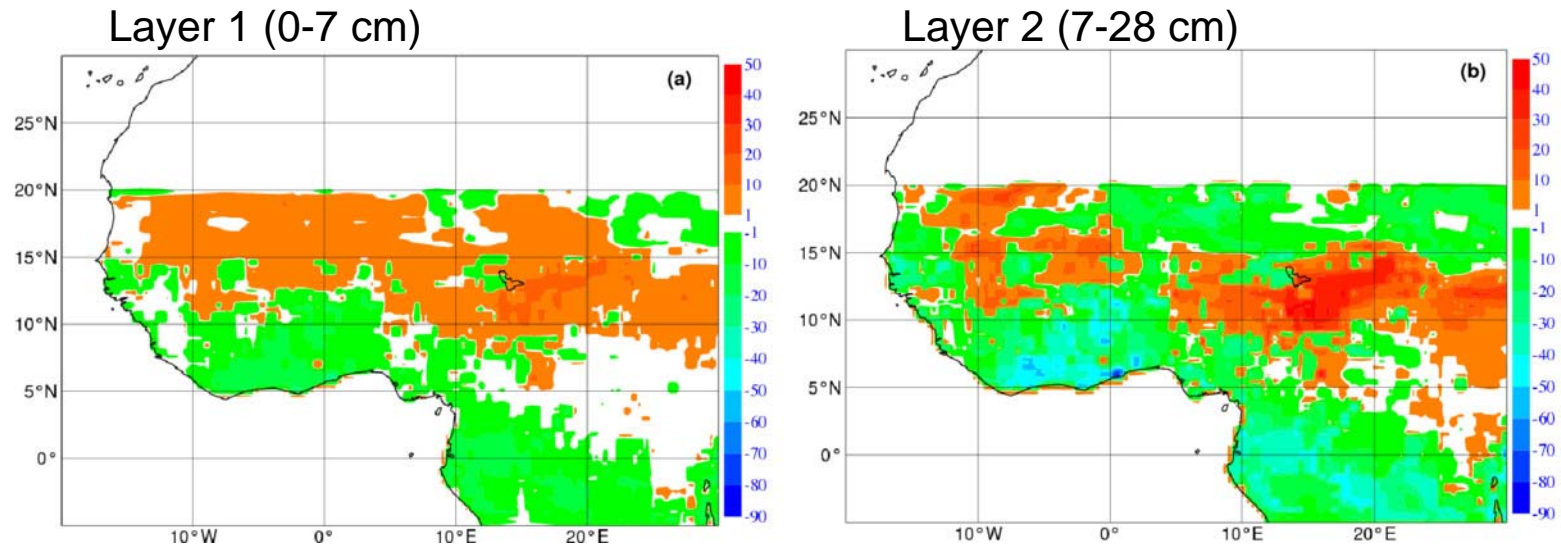 Layer 1 (0-7 cm)
Layer 2 (7-28 cm)
(a)
25°N
20°N
15°N
10°N
5°N
0°
10°W
0°
10°E
20°E
50
40
30
20
10
1
-1
-10
-20
-30
-40
-50
-60
-70
-80
-90
(b)
25°N
20°N
15°N
10°N
5°N
0°
10°W
0°
10°E
20°E
50
40
30
20
10
1
-1
-10
-20
-30
-40
-50
-60
-70
-80
-90